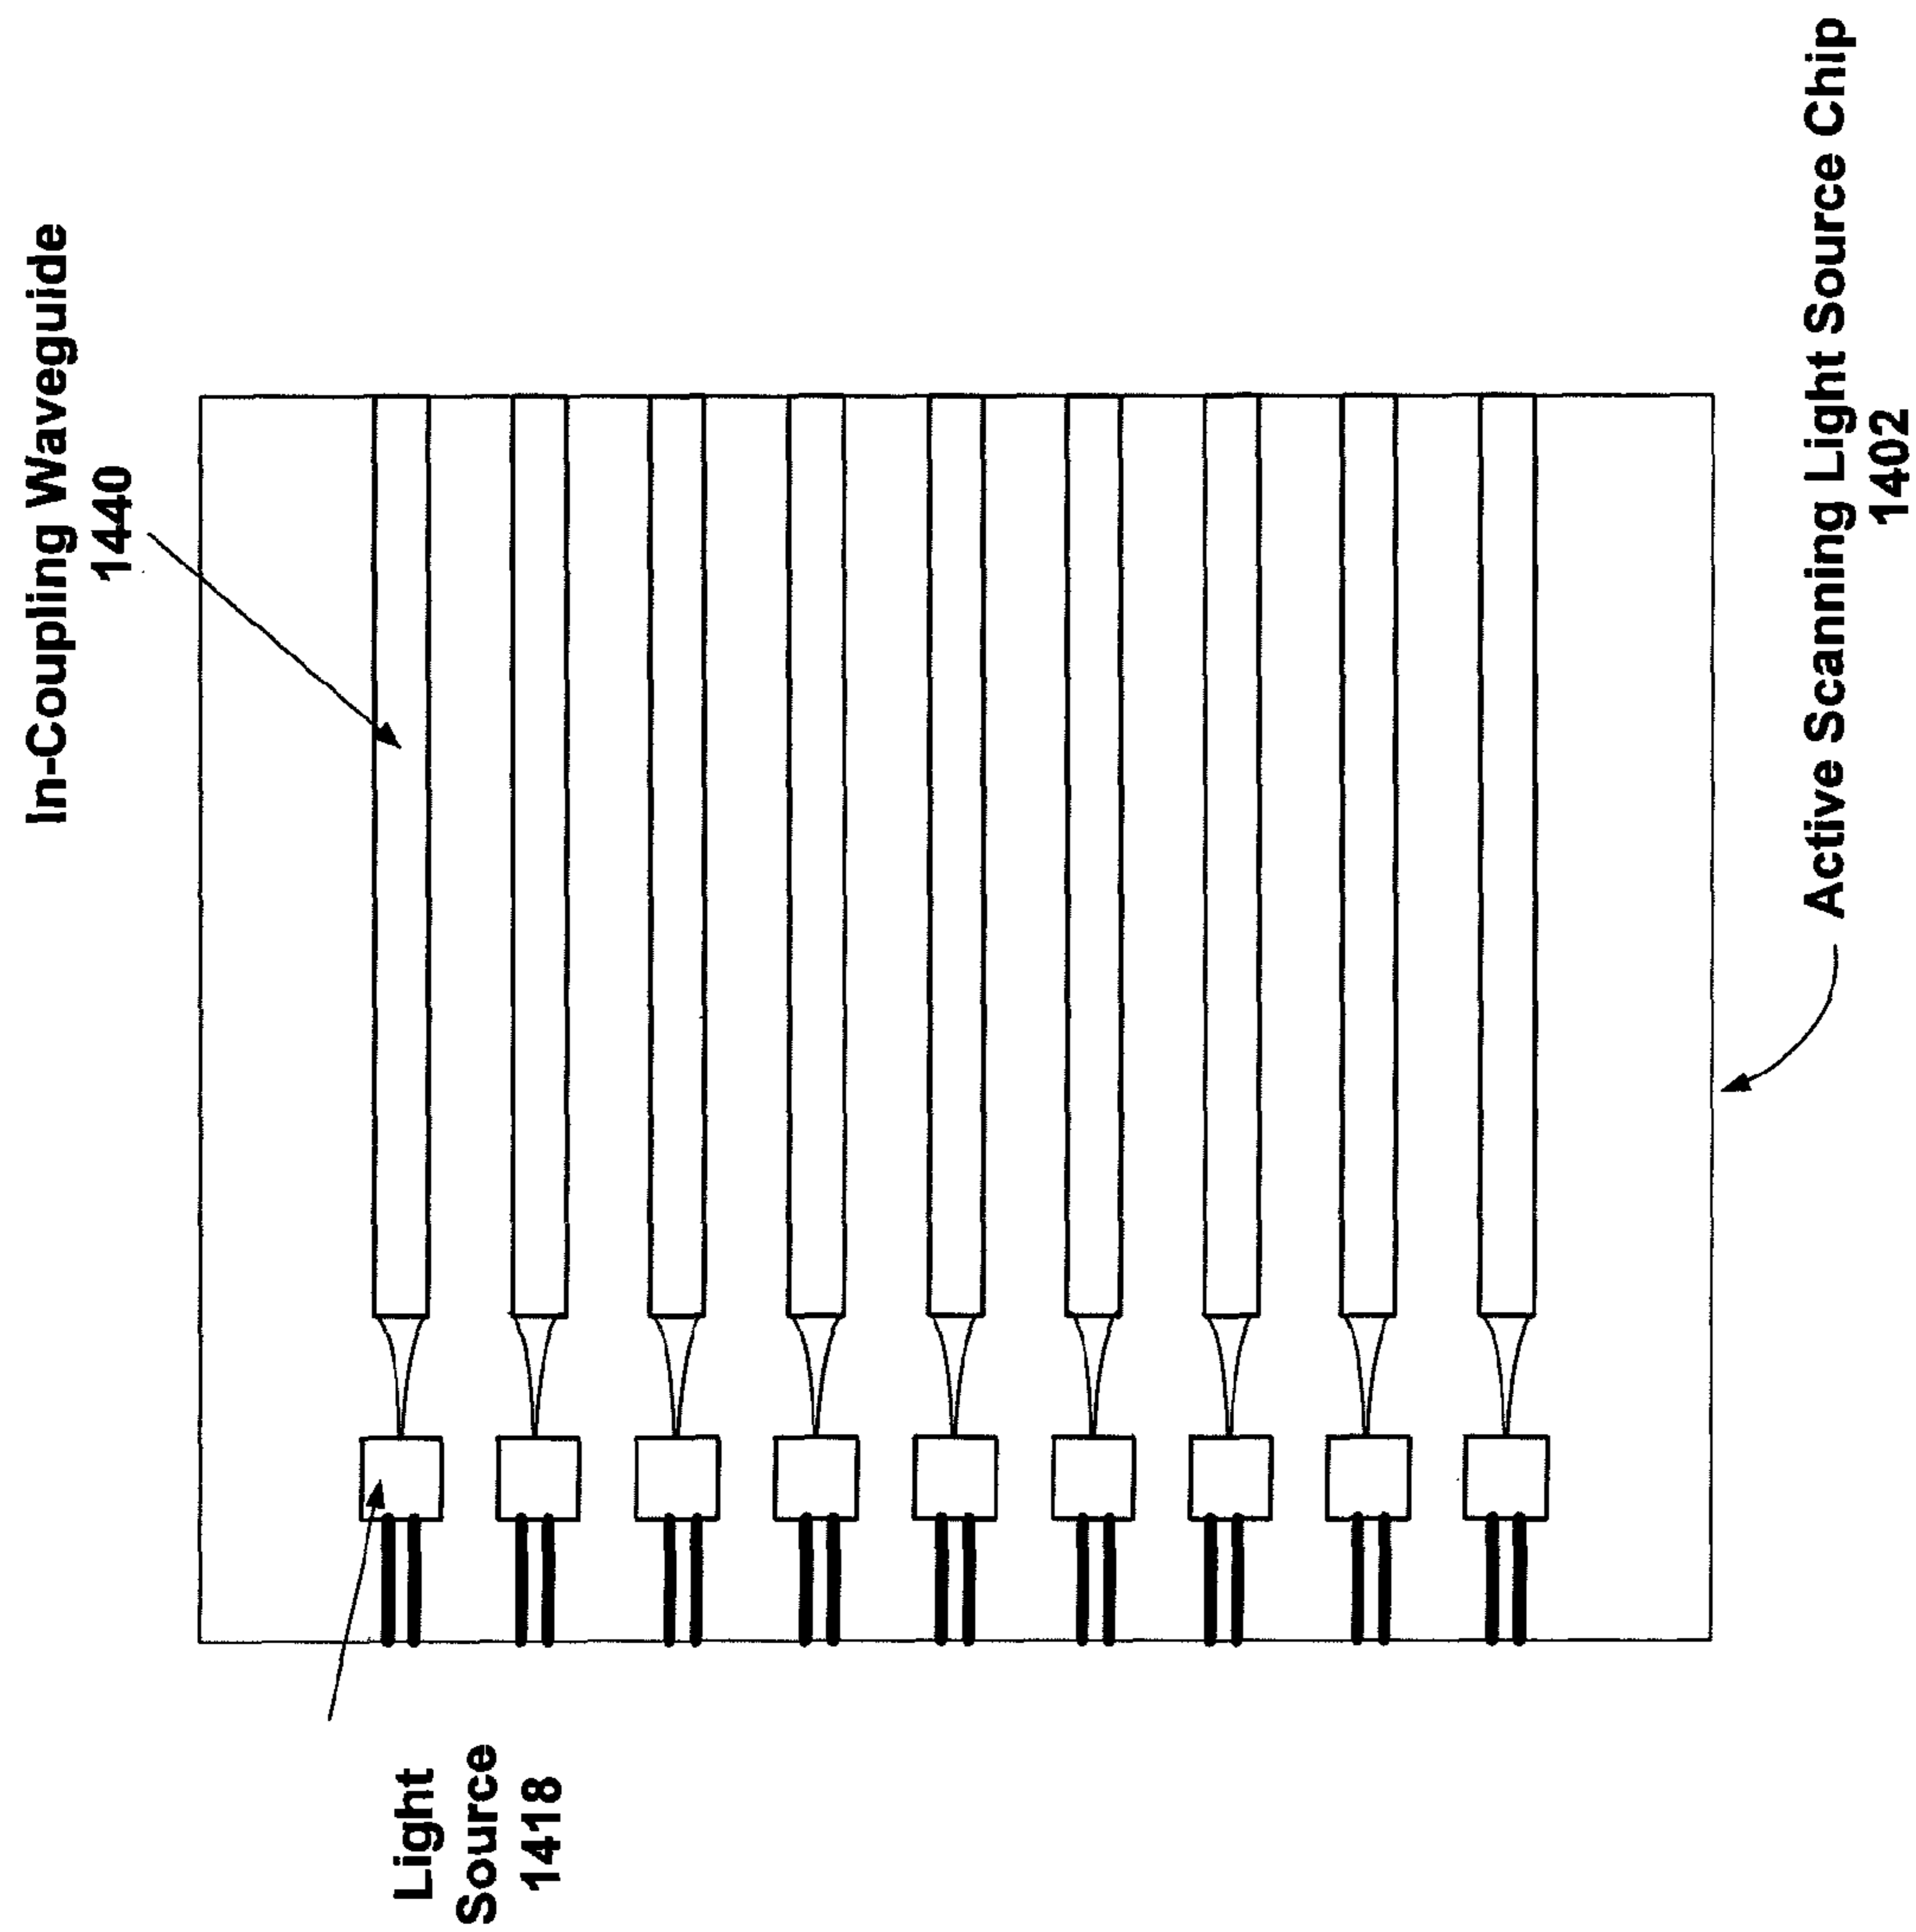 In-Coupling Waveguide
1440
Light
Source
1418
Active Scanning Light Source Chip
1402